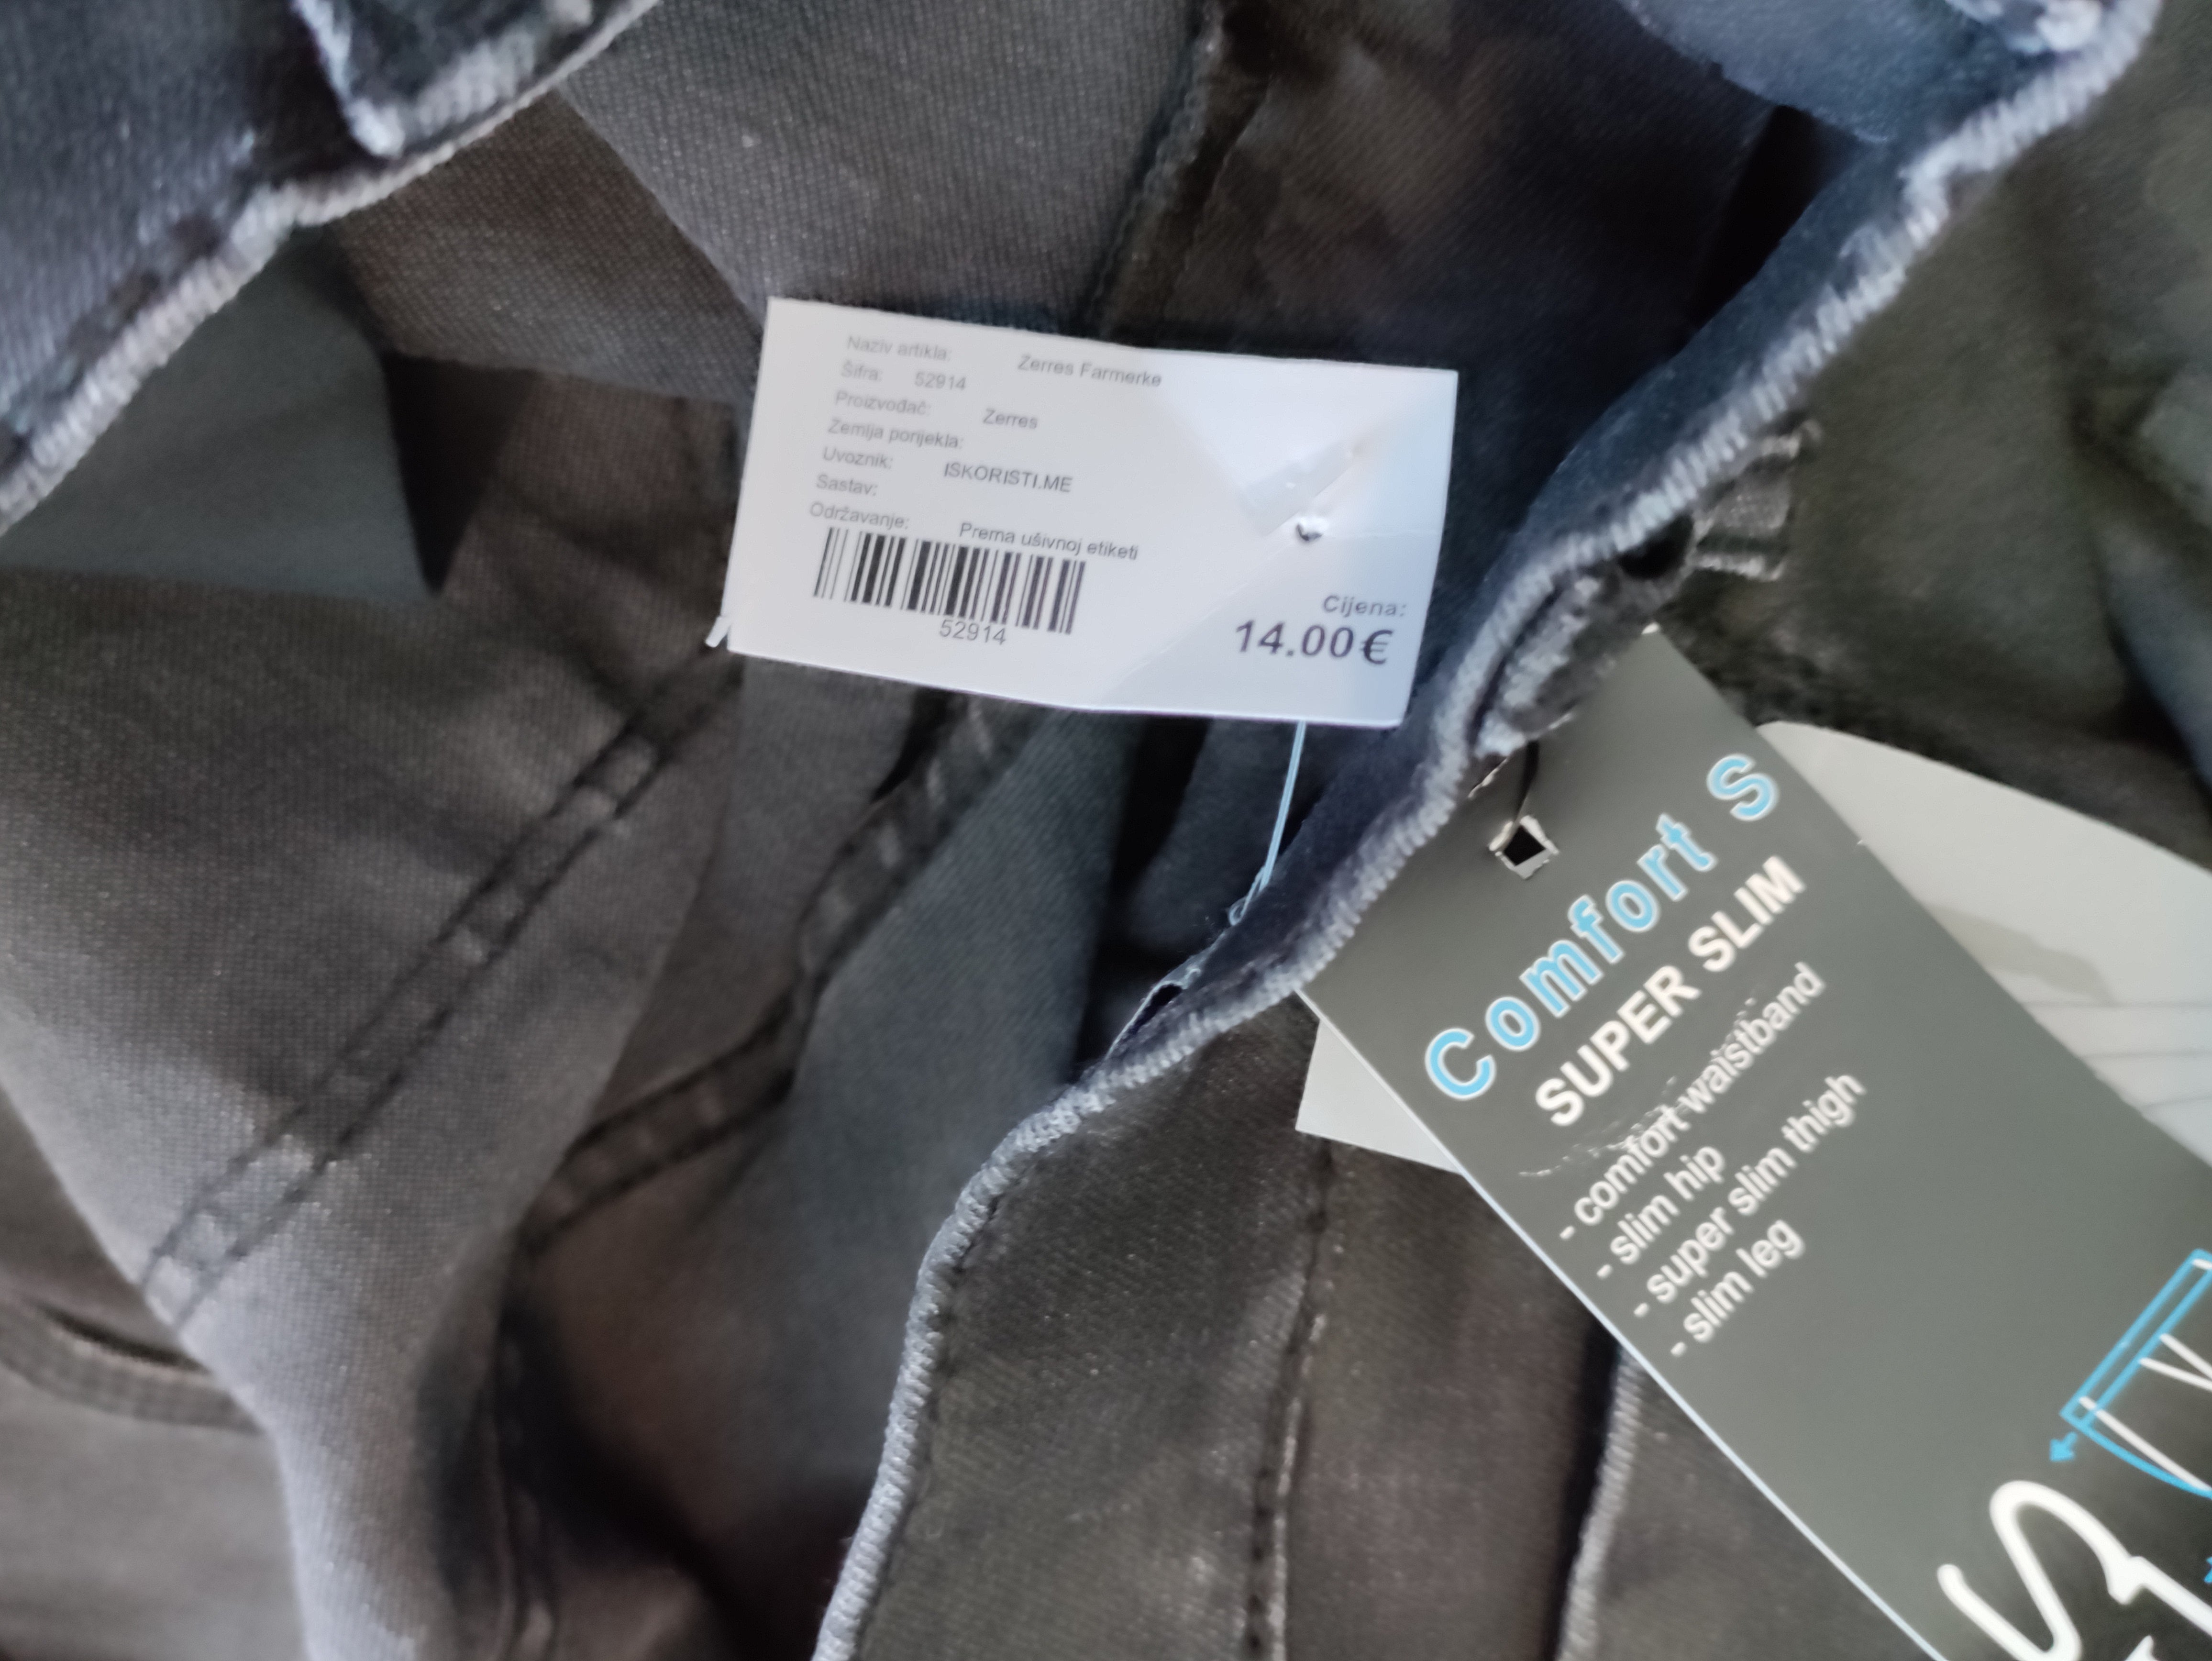 Naziv artikla: Zerres Farmerke
Šifra: 52914
Proizvođač: Zerres
Zemlja porijekla:
Uvoznik: ISKORISTI.ME
Sastav:
Održavanje: Prema ušivnoj etiketi
52914
Cijena:
14.00€
Comfort S
SUPER SLIM
- comfort waistband
- slim hip
- super slim thigh
- slim leg